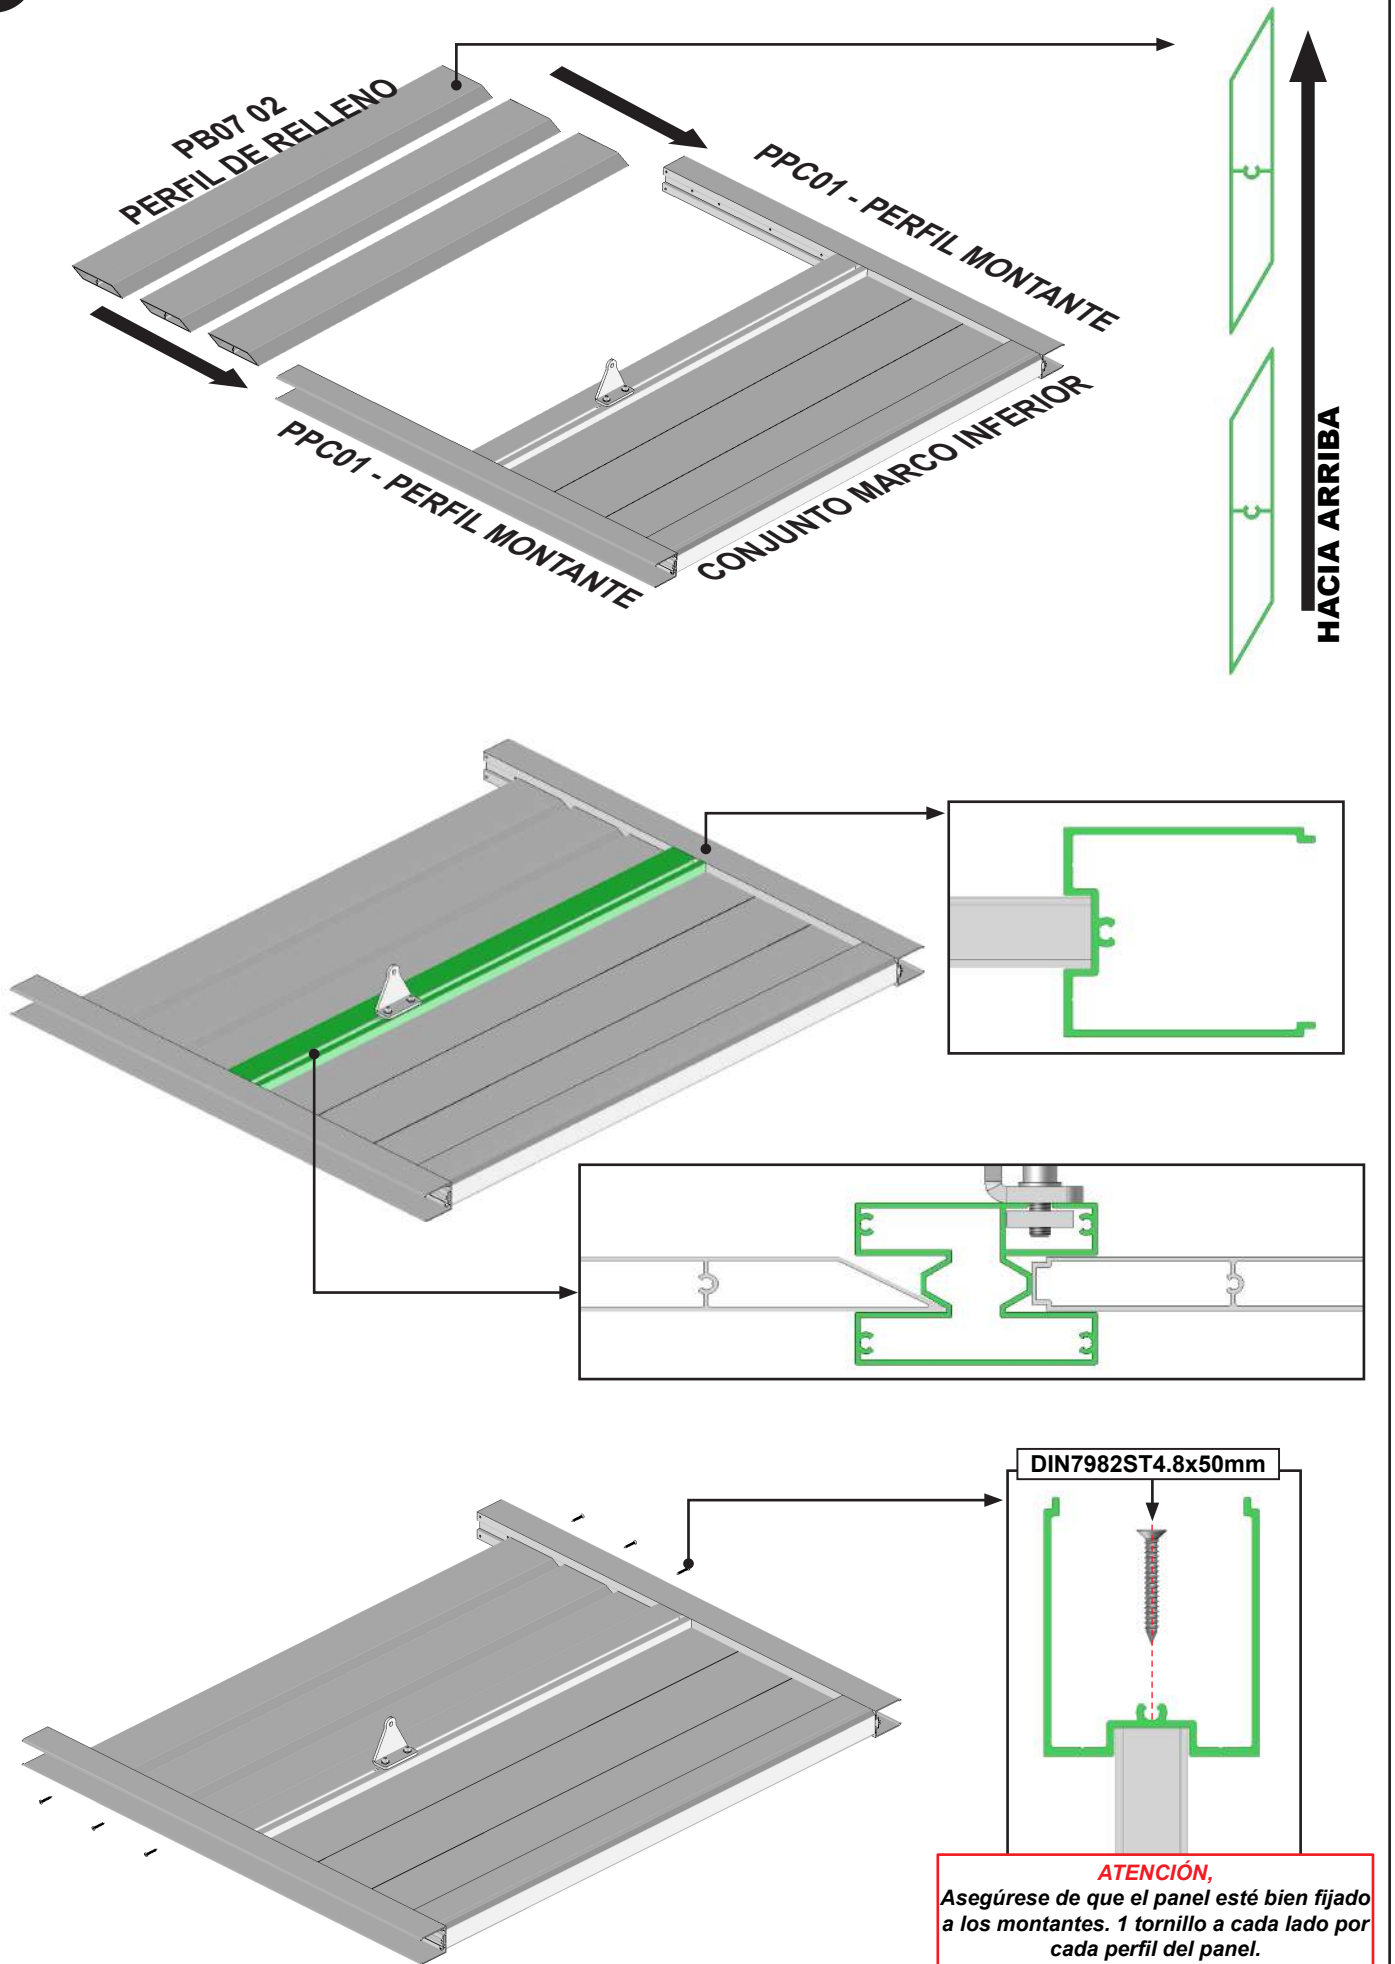 PB07 02
PERFIL DE RELLENO
PPC01 - PERFIL MONTANTE
PPC01 - PERFIL MONTANTE
CONJUNTO MARCO INFERIOR
HACIA ARRIBA
DIN7982ST4.8x50mm
ATENCIÓN,
Asegúrese de que el panel esté bien fijado
a los montantes. 1 tornillo a cada lado por
cada perfil del panel.